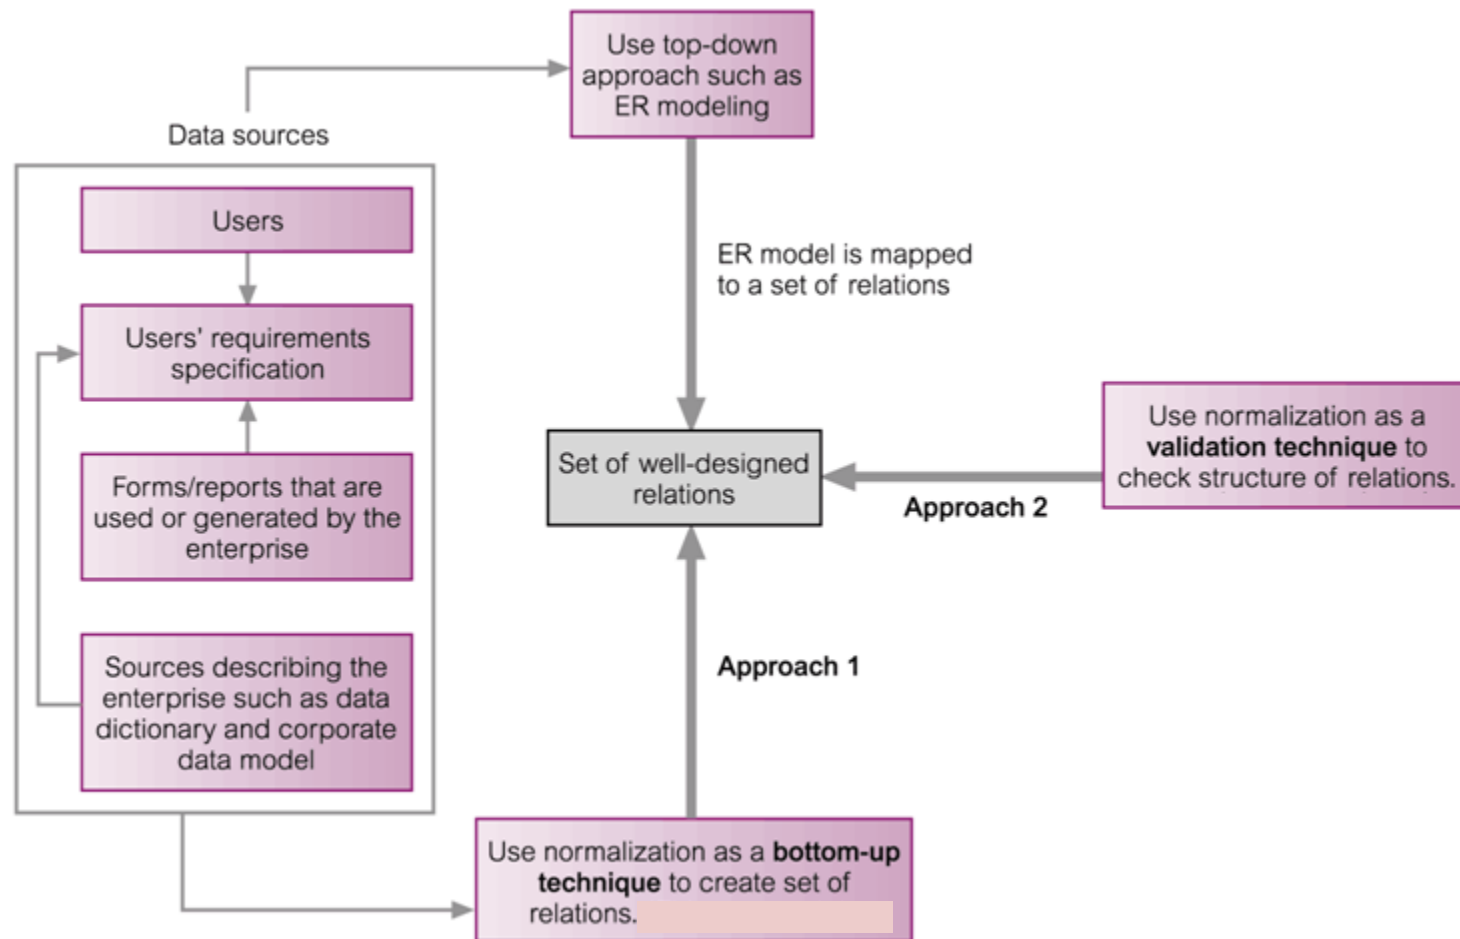 Use top-down
approach such as
ER modeling
Data sources
Users
Users' requirements
specification
Forms/reports that are
used or generated by the
enterprise
Sources describing the
enterprise such as data
dictionary and corporate
data model
ER model is mapped
to a set of relations
Set of well-designed
relations
Use normalization as a
validation technique to
check structure of relations.
Approach 2
Approach 1
Use normalization as a bottom-up
technique to create set of
relations.